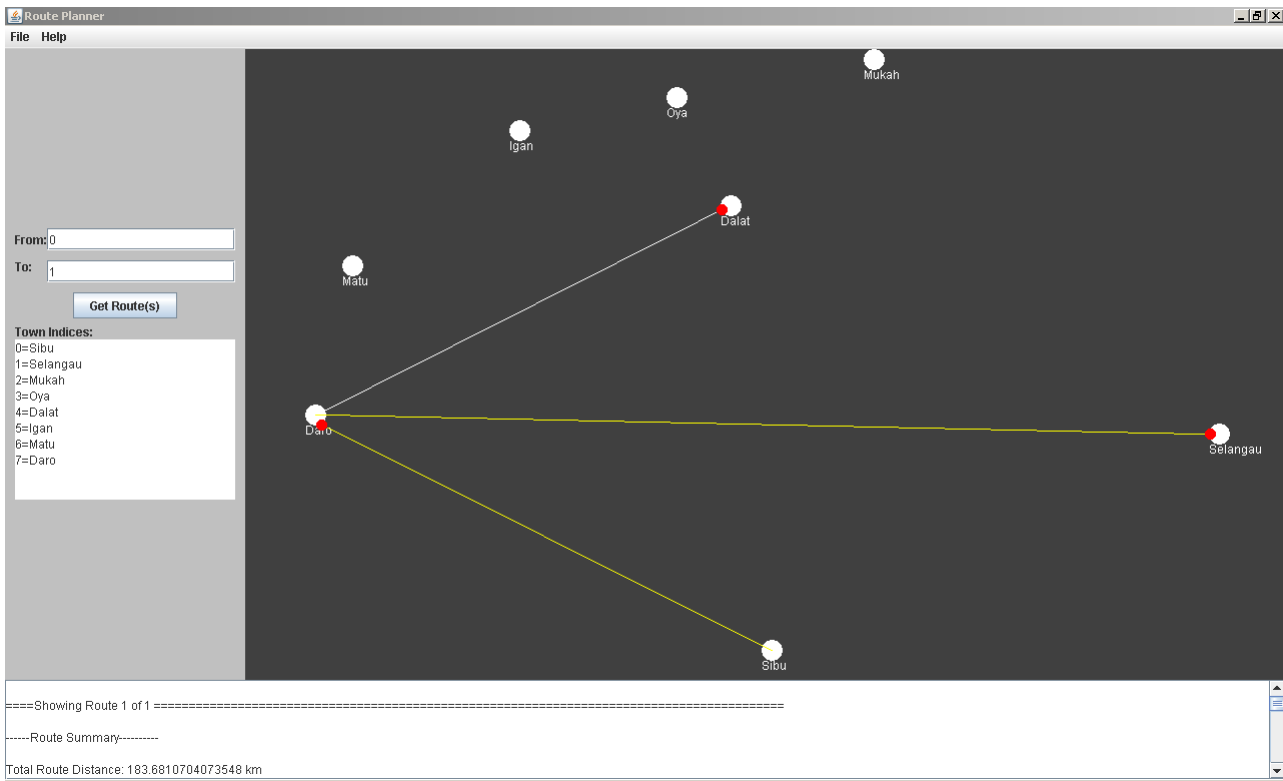 Route Planner
File Help
Mukah
Oya
Igan
Dalat
From: 0
To: 1
Matu
Get Route(s)
Town Indices:
0=Sibu
1=Selangau
2=Mukah
3=Oya
4=Dalat
5=Igan
6=Matu
7=Daro
Daro
Selangau
Sibu
====Showing Route 1 of 1 ==========================================================================================
------Route Summary----------
Total Route Distance: 183.6810704073548 km